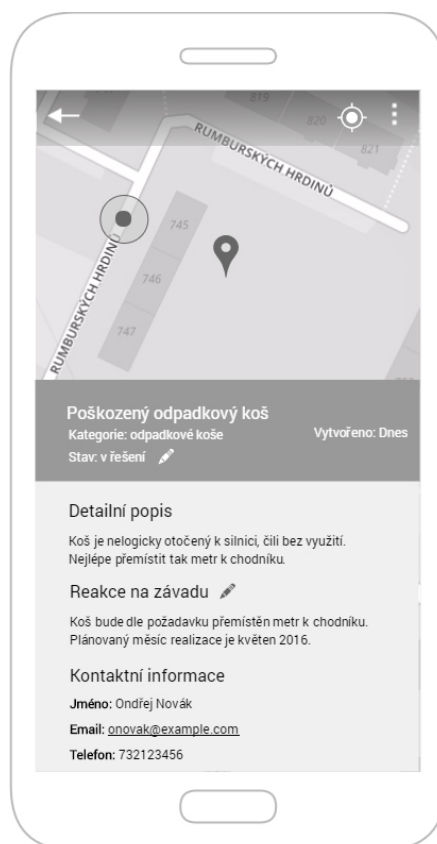 819
820
821
RUMBURSKÝCH HRDINŮ
745
746
747
RUMBURSKÝCH HRDINŮ
Poškozený odpadkový koš
Kategorie: odpadkové koše
Vytvořeno: Dnes
Stav: v řešení
Detailní popis
Koš je nelogicky otočený k silnici, čili bez využití.
Nejlépe přemístit tak metr k chodníku.
Reakce na závadu
Koš bude dle požadavku přemístěn metr k chodníku.
Plánovaný měsíc realizace je květen 2016.
Kontaktní informace
Jméno: Ondřej Novák
Email: onovak@example.com
Telefon: 732123456